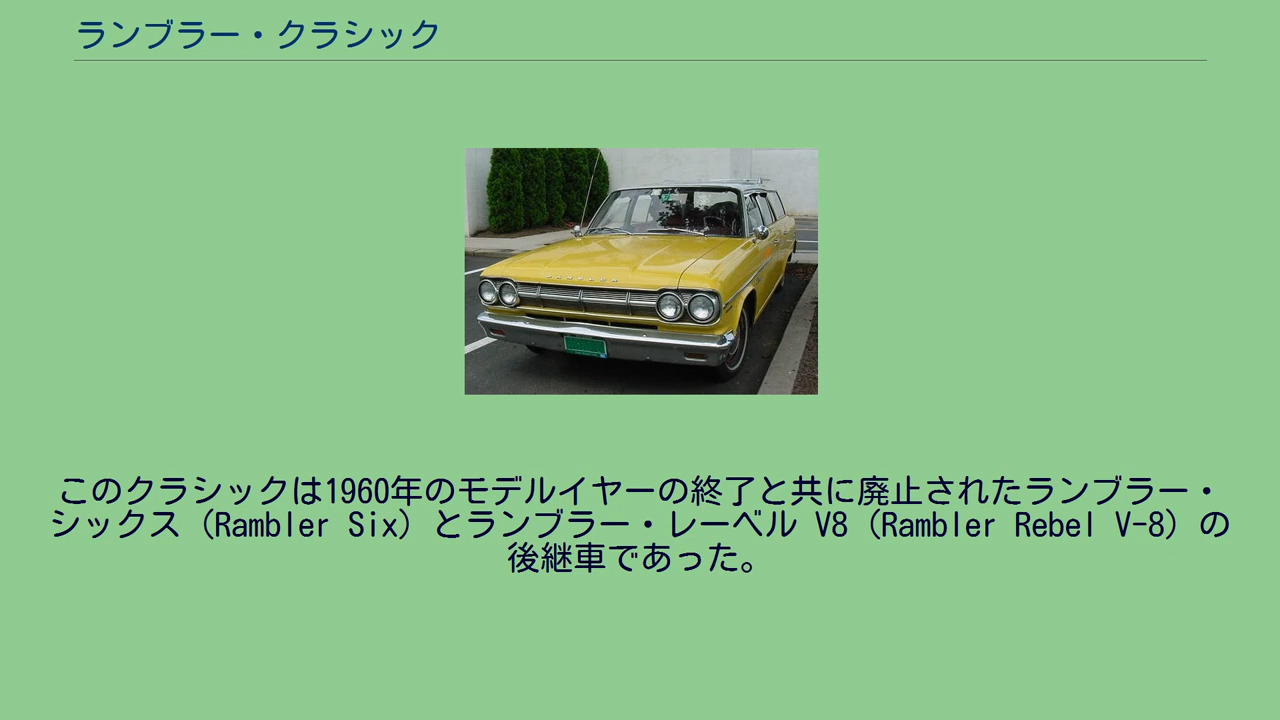 ランブラー・クラシック
RAMBLER
このクラシックは1960年のモデルイヤーの終了と共に廃止されたランブラー・
シックス（Rambler Six）とランブラー・レーベル V8（Rambler Rebel V-8）の
後継車であった。